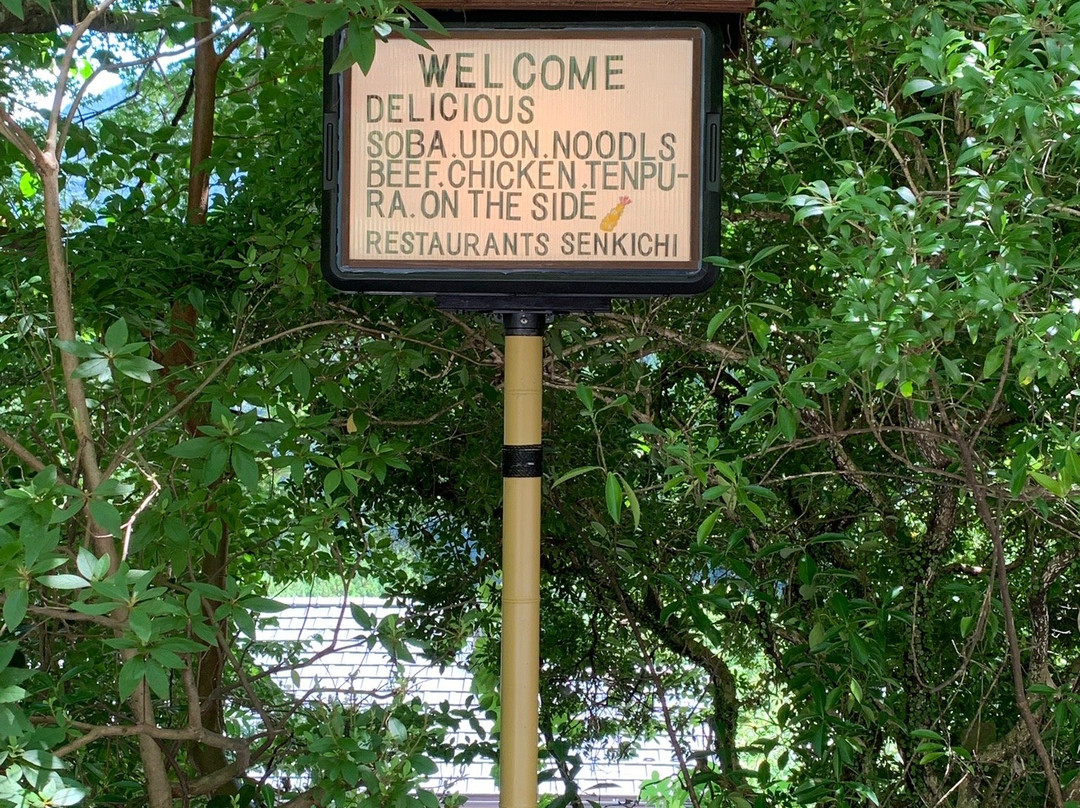 WELCOME
DELICIOUS
SOBA.UDON.NOODLS
BEEF.CHICKEN.TENPU-
RA.ON THE SIDE
RESTAURANTS SENKICHI